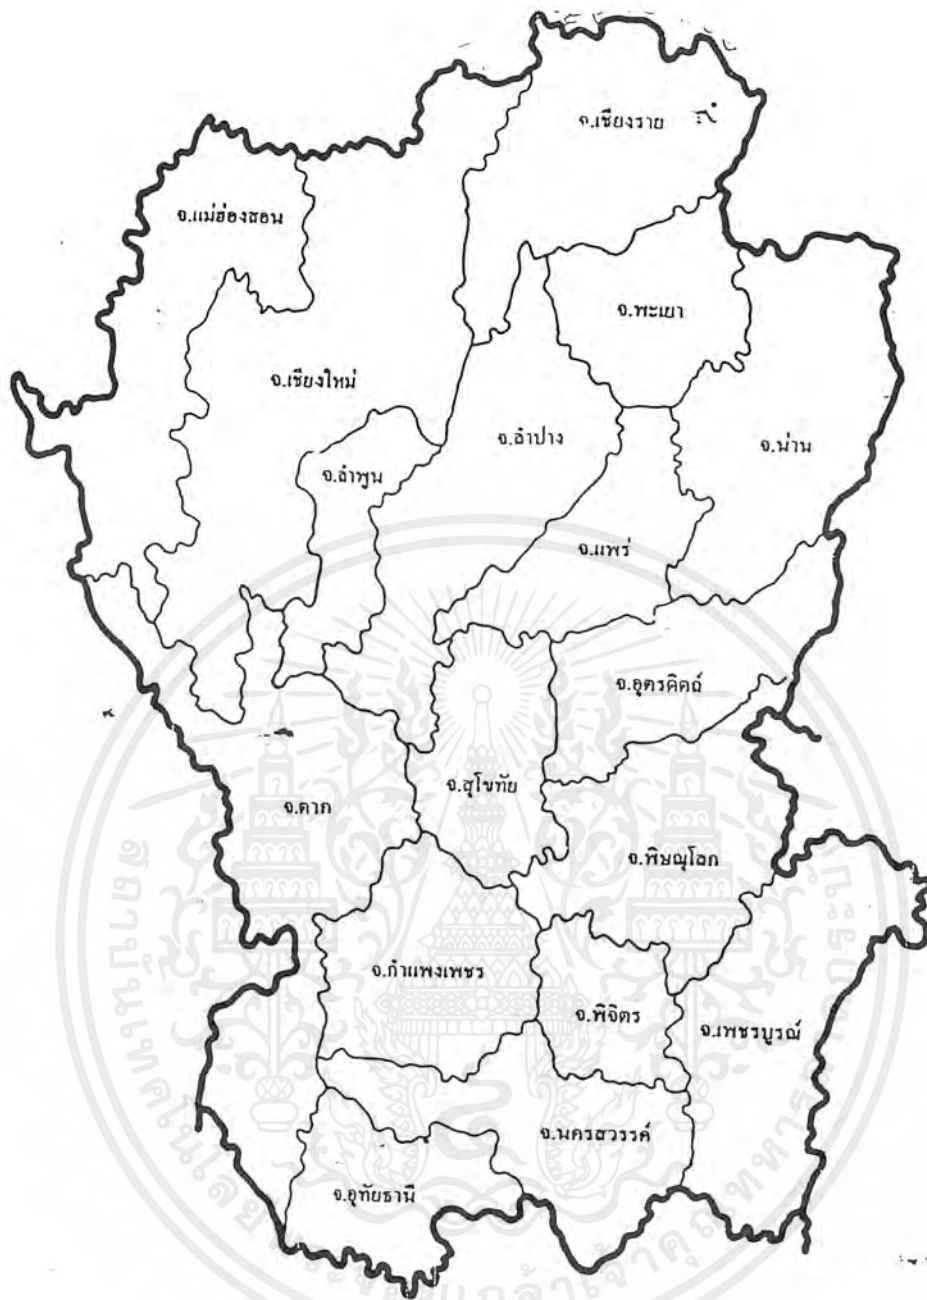 จ.เชียงราย
จ.แม่ฮ่องสอน
จ.พะเยา
จ.เชียงใหม่
จ.ลำปาง
จ.น่าน
จ.ลำพูน
จ.แพร่
จ.อุตรดิตถ์
จ.สุโขทัย
จ.ตาก
จ.พิษณุโลก
จ.กำแพงเพชร
จ.พิจิตร
จ.เพชรบูรณ์
จ.นครสวรรค์
จ.อุทัยธานี